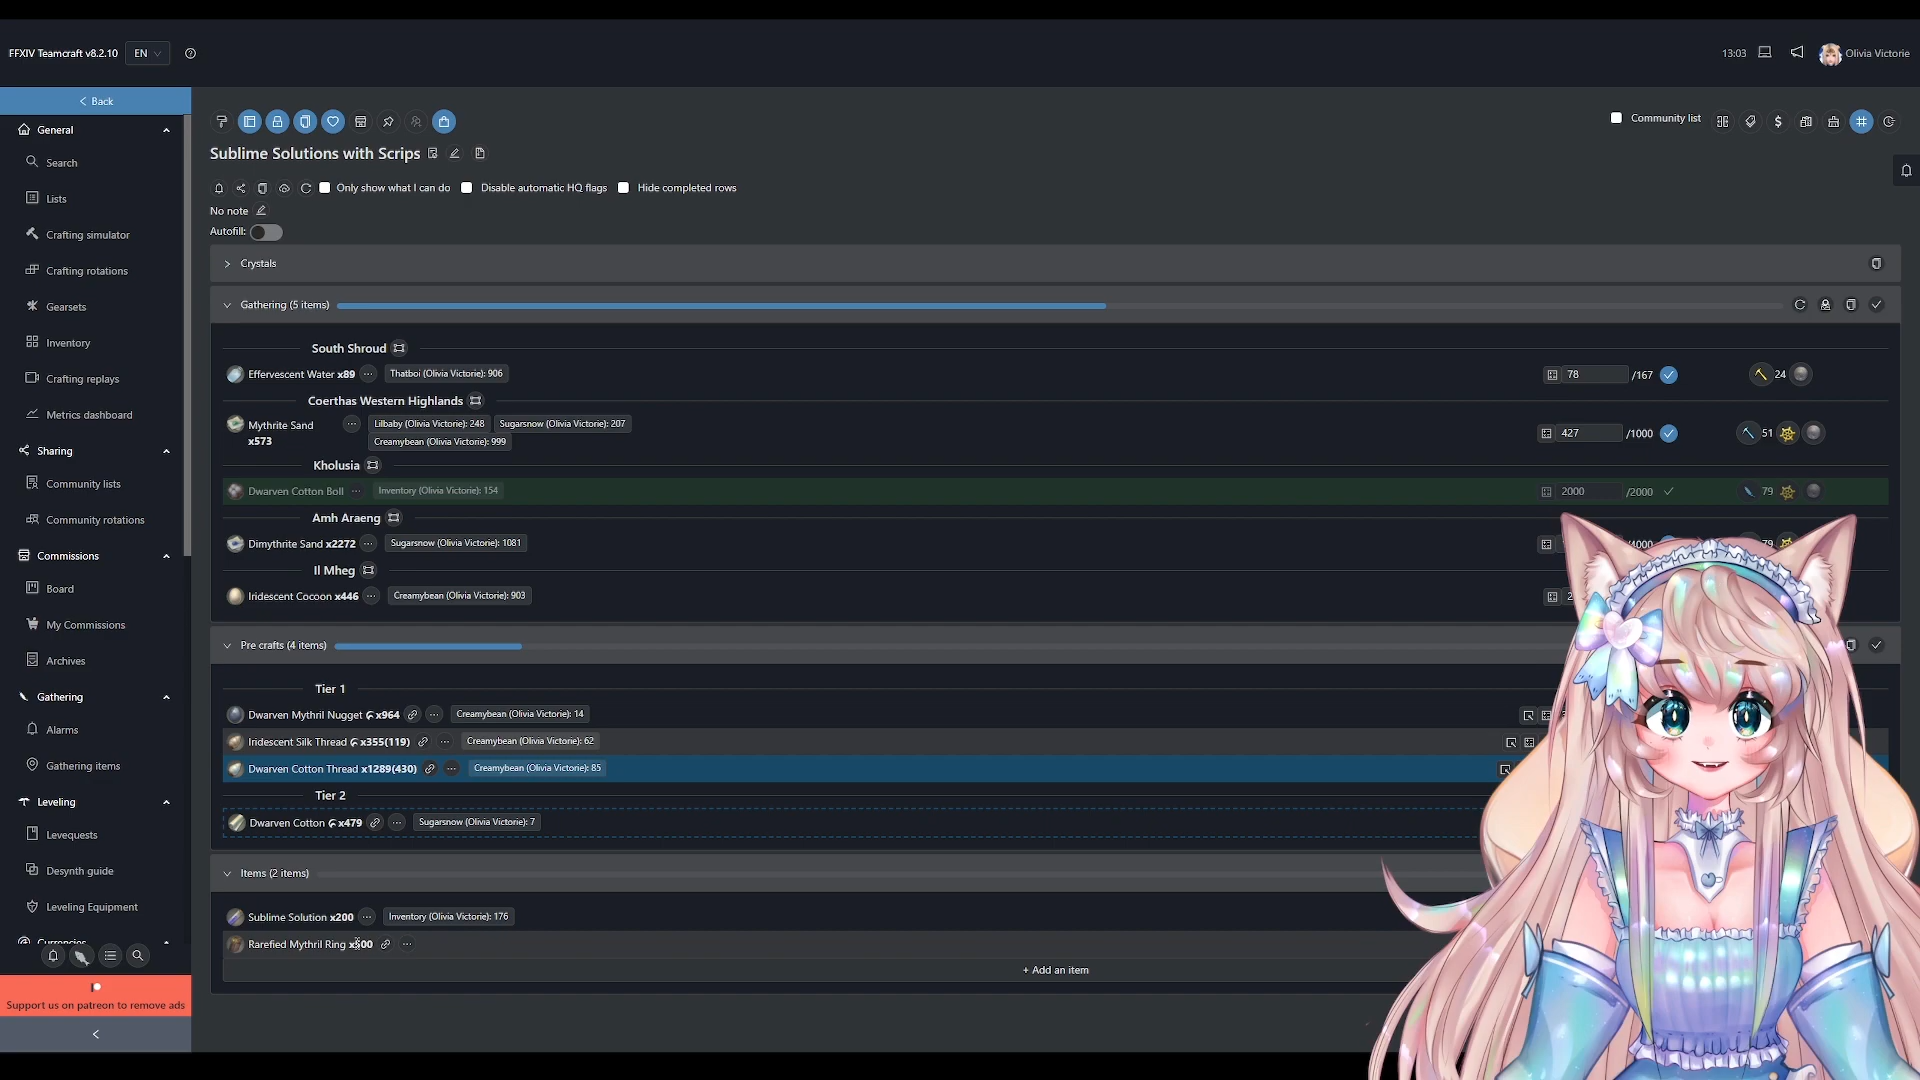 FFXIV Teamcraft v8.2.10
EN
13:03
Olivia Victorie
Back
General
Search
Lists
Crafting simulator
Crafting rotations
Gearsets
Inventory
Crafting replays
Metrics dashboard
Sharing
Community lists
Community rotations
Commissions
Board
My Commissions
Archives
Gathering
Alarms
Gathering items
Leveling
Levequests
Desynth guide
Leveling Equipment
Currencies
Support us on patreon to remove ads
Community list
Sublime Solutions with Scrips
Only show what I can do
Disable automatic HQ flags
Hide completed rows
No note
Autofill:
Crystals
Gathering (5 items)
South Shroud
Effervescent Water x89
Thatboi (Olivia Victorie): 906
78 /167
24
Coerthas Western Highlands
Mythrite Sand
x573
Lilbaby (Olivia Victorie): 248
Sugarsnow (Olivia Victorie): 207
Creamybean (Olivia Victorie): 999
427 /1000
51
Kholusia
Dwarven Cotton Boll
Inventory (Olivia Victorie): 154
2000 /2000
79
Amh Araeng
Dimythrite Sand x2272
Sugarsnow (Olivia Victorie): 1081
/4000
79
Il Mheg
Iridescent Cocoon x446
Creamybean (Olivia Victorie): 903
Pre crafts (4 items)
Tier 1
Dwarven Mythril Nugget x964
Creamybean (Olivia Victorie): 14
Iridescent Silk Thread x355(119)
Creamybean (Olivia Victorie): 62
Dwarven Cotton Thread x1289(430)
Creamybean (Olivia Victorie): 85
Tier 2
Dwarven Cotton x479
Sugarsnow (Olivia Victorie): 7
Items (2 items)
Sublime Solution x200
Inventory (Olivia Victorie): 176
Rarefied Mythril Ring
+ Add an item